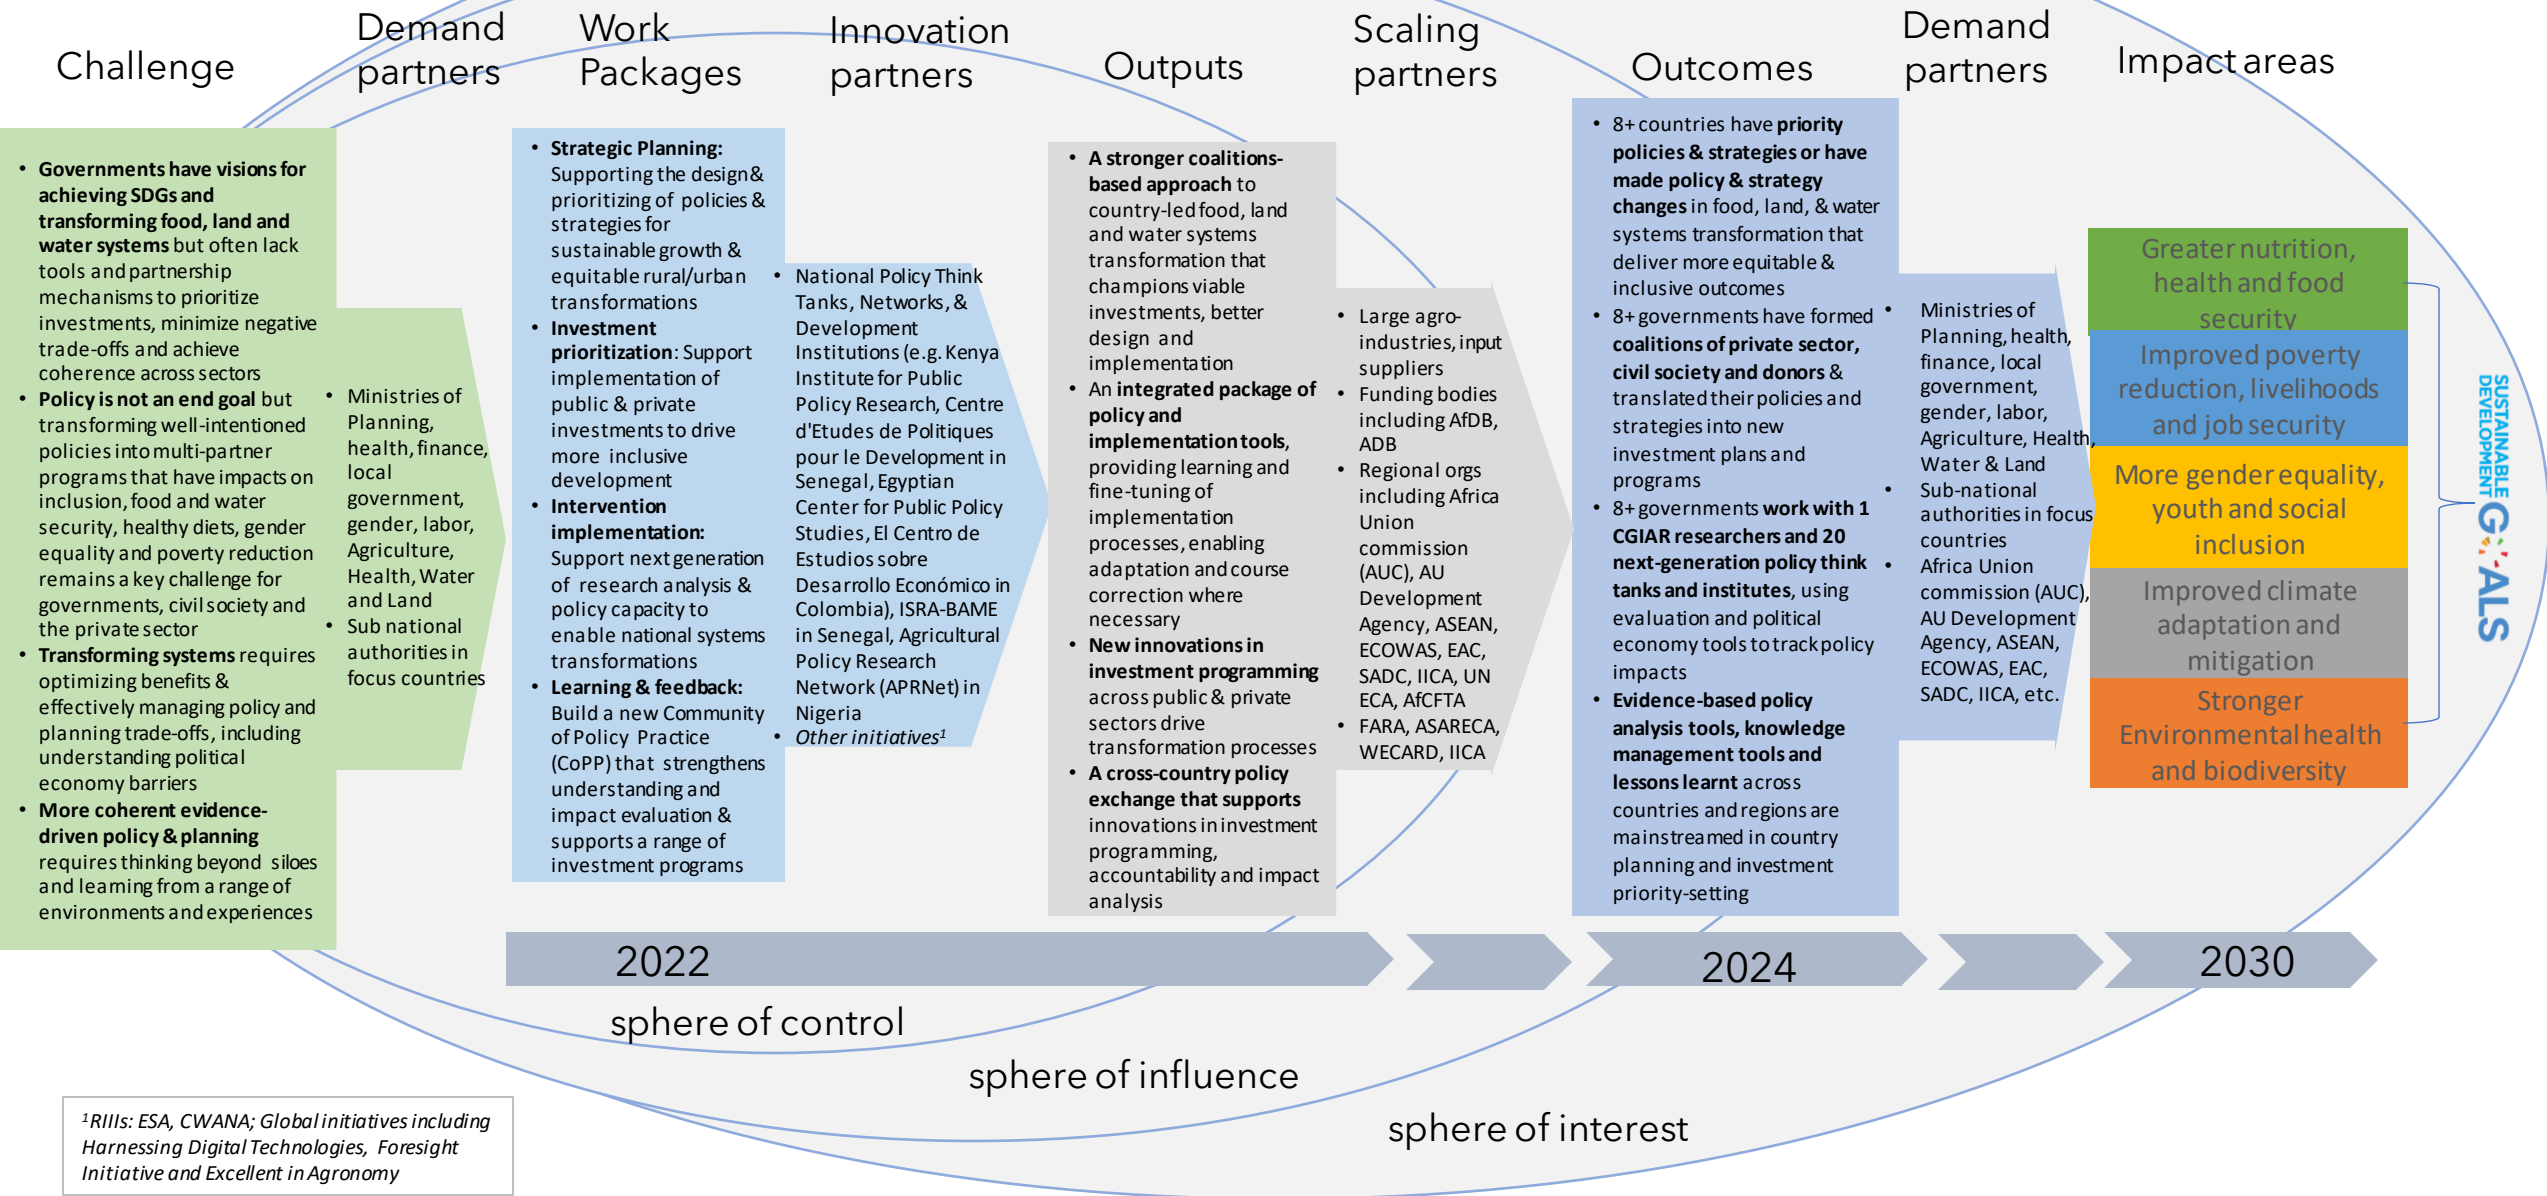 Challenge
Demand
partners
Work
Packages
Innovation
partners
Outputs
Scaling
partners
Outcomes
Demand
partners
Impact areas
• Governments have visions for
achieving SDGs and
transforming food, land and
water systems but often lack
tools and partnership
mechanisms to prioritize
investments, minimize negative
trade-offs and achieve
coherence across sectors
• Policy is not an end goal but
transforming well-intentioned
policies into multi-partner
programs that have impacts on
inclusion, food and water
security, healthy diets, gender
equality and poverty reduction
remains a key challenge for
governments, civil society and
the private sector
• Transforming systems requires
optimizing benefits &
effectively managing policy and
planning trade-offs, including
understanding political
economy barriers
• More coherent evidence-
driven policy & planning
requires thinking beyond siloes
and learning from a range of
environments and experiences
• Ministries of
Planning,
health, finance,
local
government,
gender, labor,
Agriculture,
Health, Water
and Land
• Sub national
authorities in
focus countries
• Strategic Planning:
Supporting the design &
prioritizing of policies &
strategies for
sustainable growth &
equitable rural/urban
transformations
• Investment
prioritization: Support
implementation of
public & private
investments to drive
more inclusive
development
• Intervention
implementation:
Support next generation
of research analysis &
policy capacity to
enable national systems
transformations
• Learning & feedback:
Build a new Community
of Policy Practice
(CoPP) that strengthens
understanding and
impact evaluation &
supports a range of
investment programs
• National Policy Think
Tanks, Networks, &
Development
Institutions (e.g. Kenya
Institute for Public
Policy Research, Centre
d'Etudes de Politiques
pour le Development in
Senegal, Egyptian
Center for Public Policy
Studies, El Centro de
Estudios sobre
Desarrollo Económico in
Colombia), ISRA-BAME
in Senegal, Agricultural
Policy Research
Network (APRNet) in
Nigeria
• Other initiatives1
• A stronger coalitions-
based approach to
country-led food, land
and water systems
transformation that
champions viable
investments, better
design and
implementation
• An integrated package of
policy and
implementation tools,
providing learning and
fine-tuning of
implementation
processes, enabling
adaptation and course
correction where
necessary
• New innovations in
investment programming
across public & private
sectors drive
transformation processes
• A cross-country policy
exchange that supports
innovations in investment
programming,
accountability and impact
analysis
• Large agro-
industries, input
suppliers
• Funding bodies
including AfDB,
ADB
• Regional orgs
including Africa
Union
commission
(AUC), AU
Development
Agency, ASEAN,
ECOWAS, EAC,
SADC, IICA, UN
ECA, AfCFTA
• FARA, ASARECA,
WECARD, IICA
• 8+ countries have priority
policies & strategies or have
made policy & strategy
changes in food, land, & water
systems transformation that
deliver more equitable &
inclusive outcomes
• 8+ governments have formed
coalitions of private sector,
civil society and donors &
translated their policies and
strategies into new
investment plans and
programs
• 8+ governments work with 1
CGIAR researchers and 20
next-generation policy think
tanks and institutes, using
evaluation and political
economy tools to track policy
impacts
• Evidence-based policy
analysis tools, knowledge
management tools and
lessons learnt across
countries and regions are
mainstreamed in country
planning and investment
priority-setting
• Ministries of
Planning, health,
finance, local
government,
gender, labor,
Agriculture, Health,
Water & Land
• Sub-national
authorities in focus
countries
• Africa Union
commission (AUC),
AU Development
Agency, ASEAN,
ECOWAS, EAC,
SADC, IICA, etc.
Greater nutrition,
health and food
security
Improved poverty
reduction, livelihoods
and job security
More gender equality,
youth and social
inclusion
Improved climate
adaptation and
mitigation
Stronger
Environmental health
and biodiversity
SUSTAINABLE
DEVELOPMENT
GOALS
2022
2024
2030
sphere of control
sphere of influence
sphere of interest
1RIIIs: ESA, CWANA; Global initiatives including
Harnessing Digital Technologies, Foresight
Initiative and Excellent in Agronomy